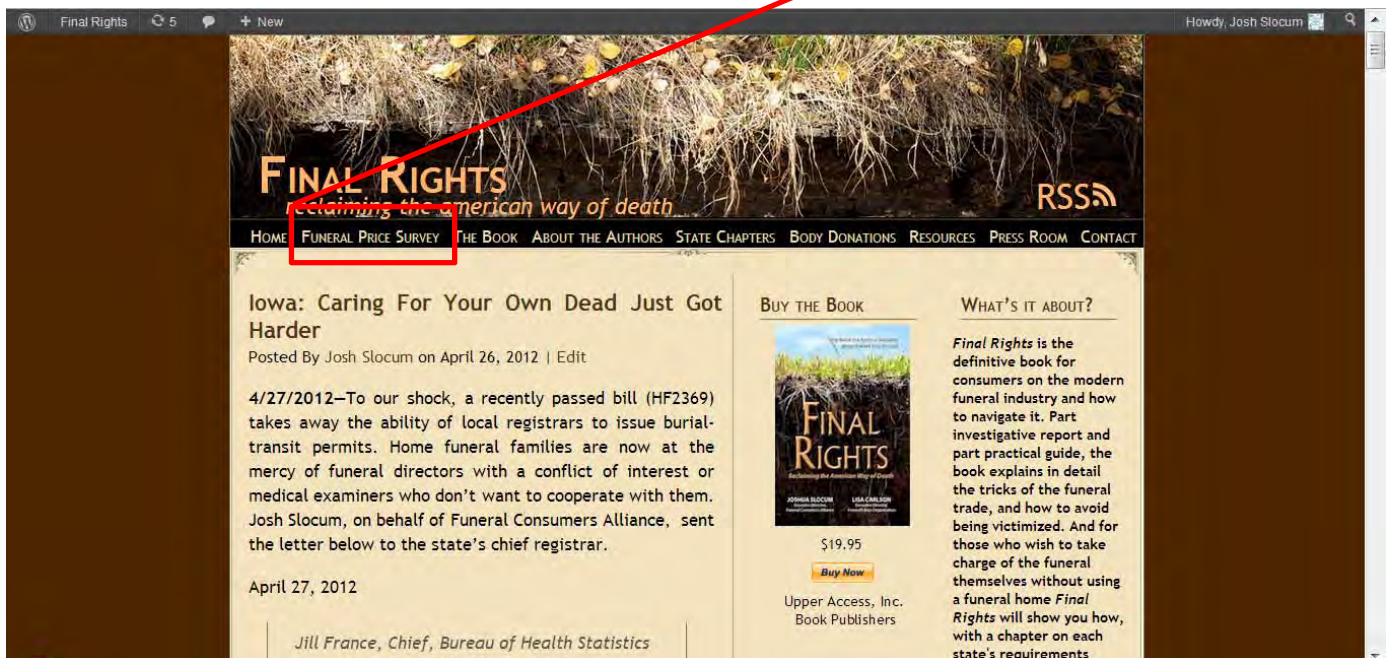 Final Rights 5 + New Howdy, Josh Slocum
FINAL RIGHTS
reclaiming the american way of death
RSS
HOME FUNERAL PRICE SURVEY THE BOOK ABOUT THE AUTHORS STATE CHAPTERS BODY DONATIONS RESOURCES PRESS ROOM CONTACT
Iowa: Caring For Your Own Dead Just Got
Harder
Posted By Josh Slocum on April 26, 2012 | Edit
4/27/2012—To our shock, a recently passed bill (HF2369)
takes away the ability of local registrars to issue burial-
transit permits. Home funeral families are now at the
mercy of funeral directors with a conflict of interest or
medical examiners who don't want to cooperate with them.
Josh Slocum, on behalf of Funeral Consumers Alliance, sent
the letter below to the state's chief registrar.
April 27, 2012
Jill France, Chief, Bureau of Health Statistics
BUY THE BOOK
FINAL
RIGHTS
Reclaiming the American Way of Death
JOSHUA SLOCUM LISA CARLSON
$19.95
Buy Now
Upper Access, Inc.
Book Publishers
WHAT'S IT ABOUT?
Final Rights is the
definitive book for
consumers on the modern
funeral industry and how
to navigate it. Part
investigative report and
part practical guide, the
book explains in detail
the tricks of the funeral
trade, and how to avoid
being victimized. And for
those who wish to take
charge of the funeral
themselves without using
a funeral home Final
Rights will show you how,
with a chapter on each
state's requirements